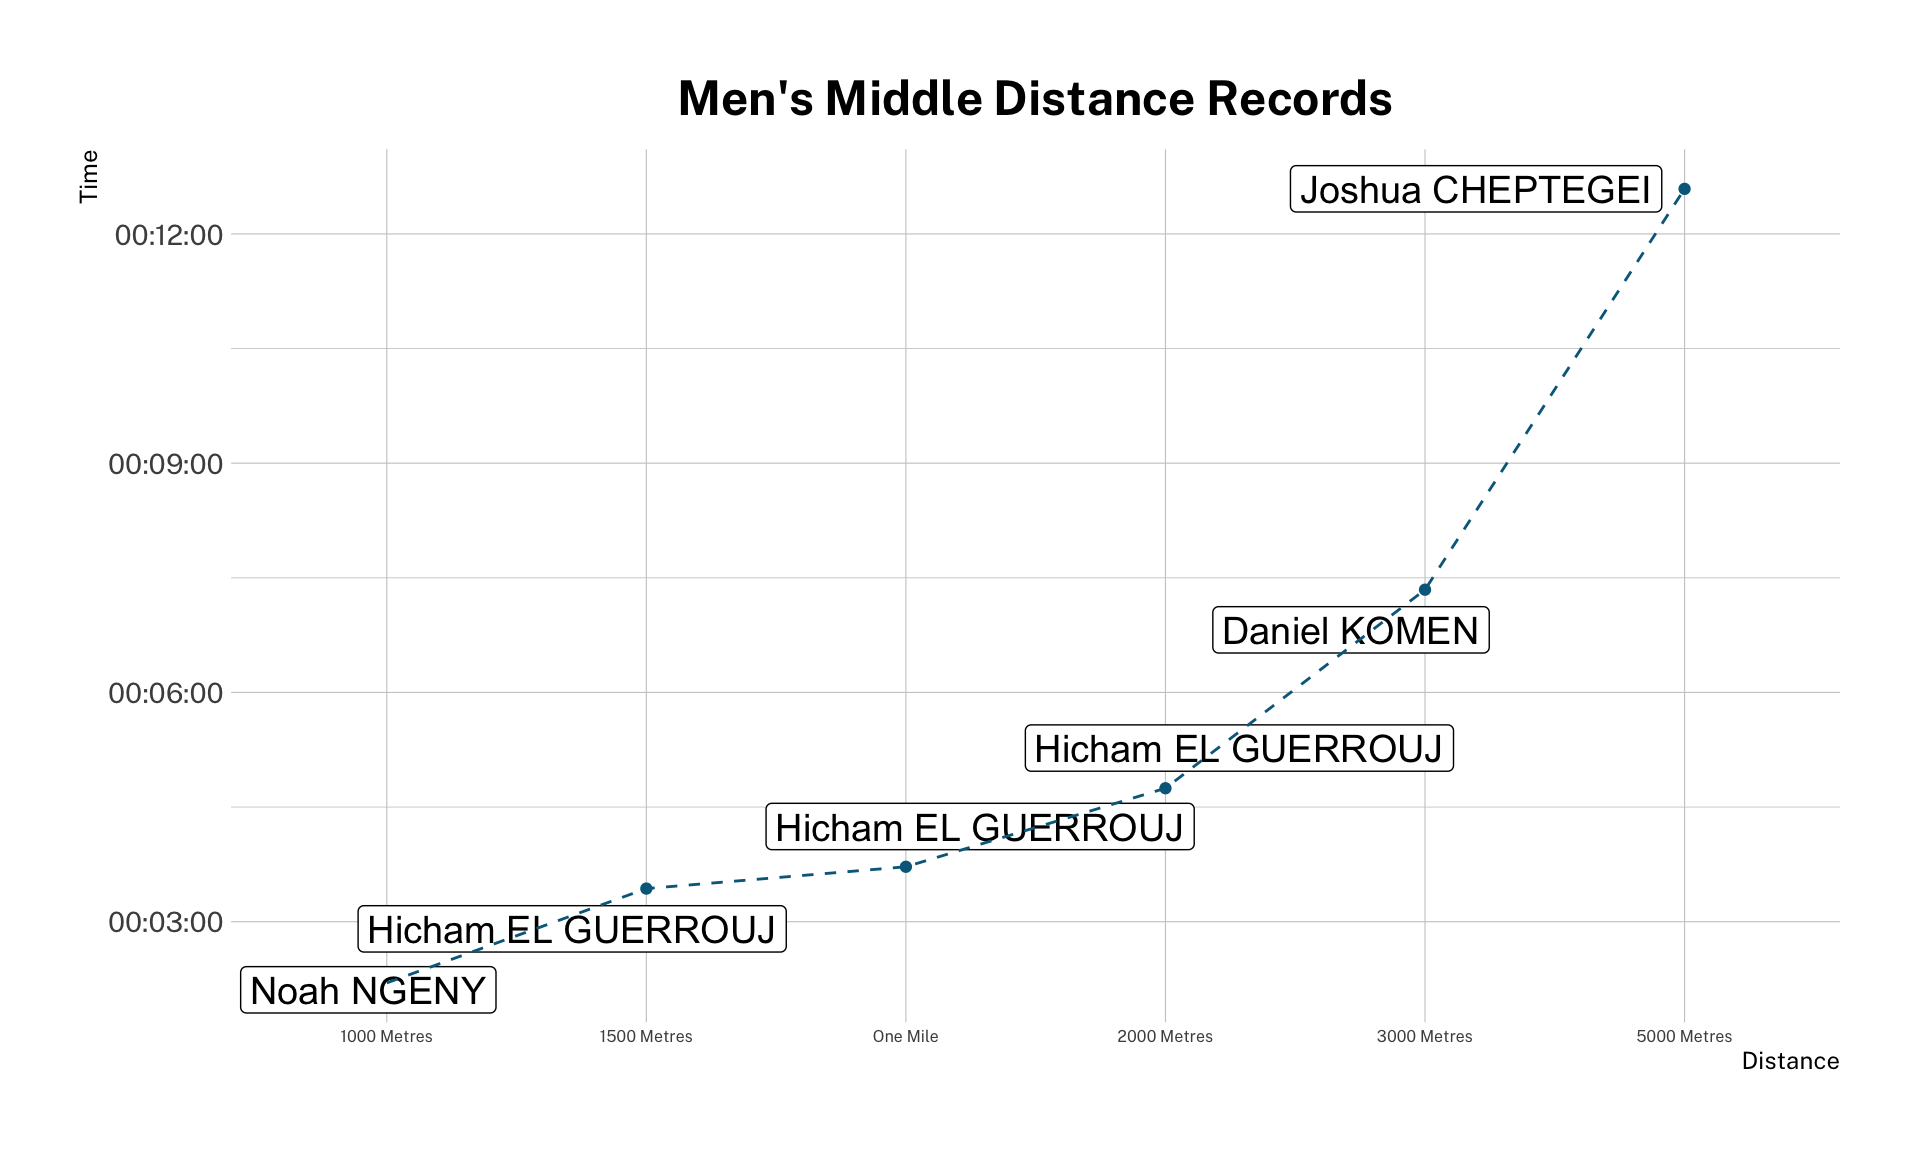 Men's Middle Distance Records
Time
Joshua CHEPTEGEI
00:12:00
00:09:00
Daniel KOMEN
00:06:00
Hicham EL GUERROUJ
Hicham EL GUERROUJ
00:03:00
Hicham EL GUERROUJ
Noah NGENY
1000 Metres
1500 Metres
One Mile
2000 Metres
3000 Metres
5000 Metres
Distance